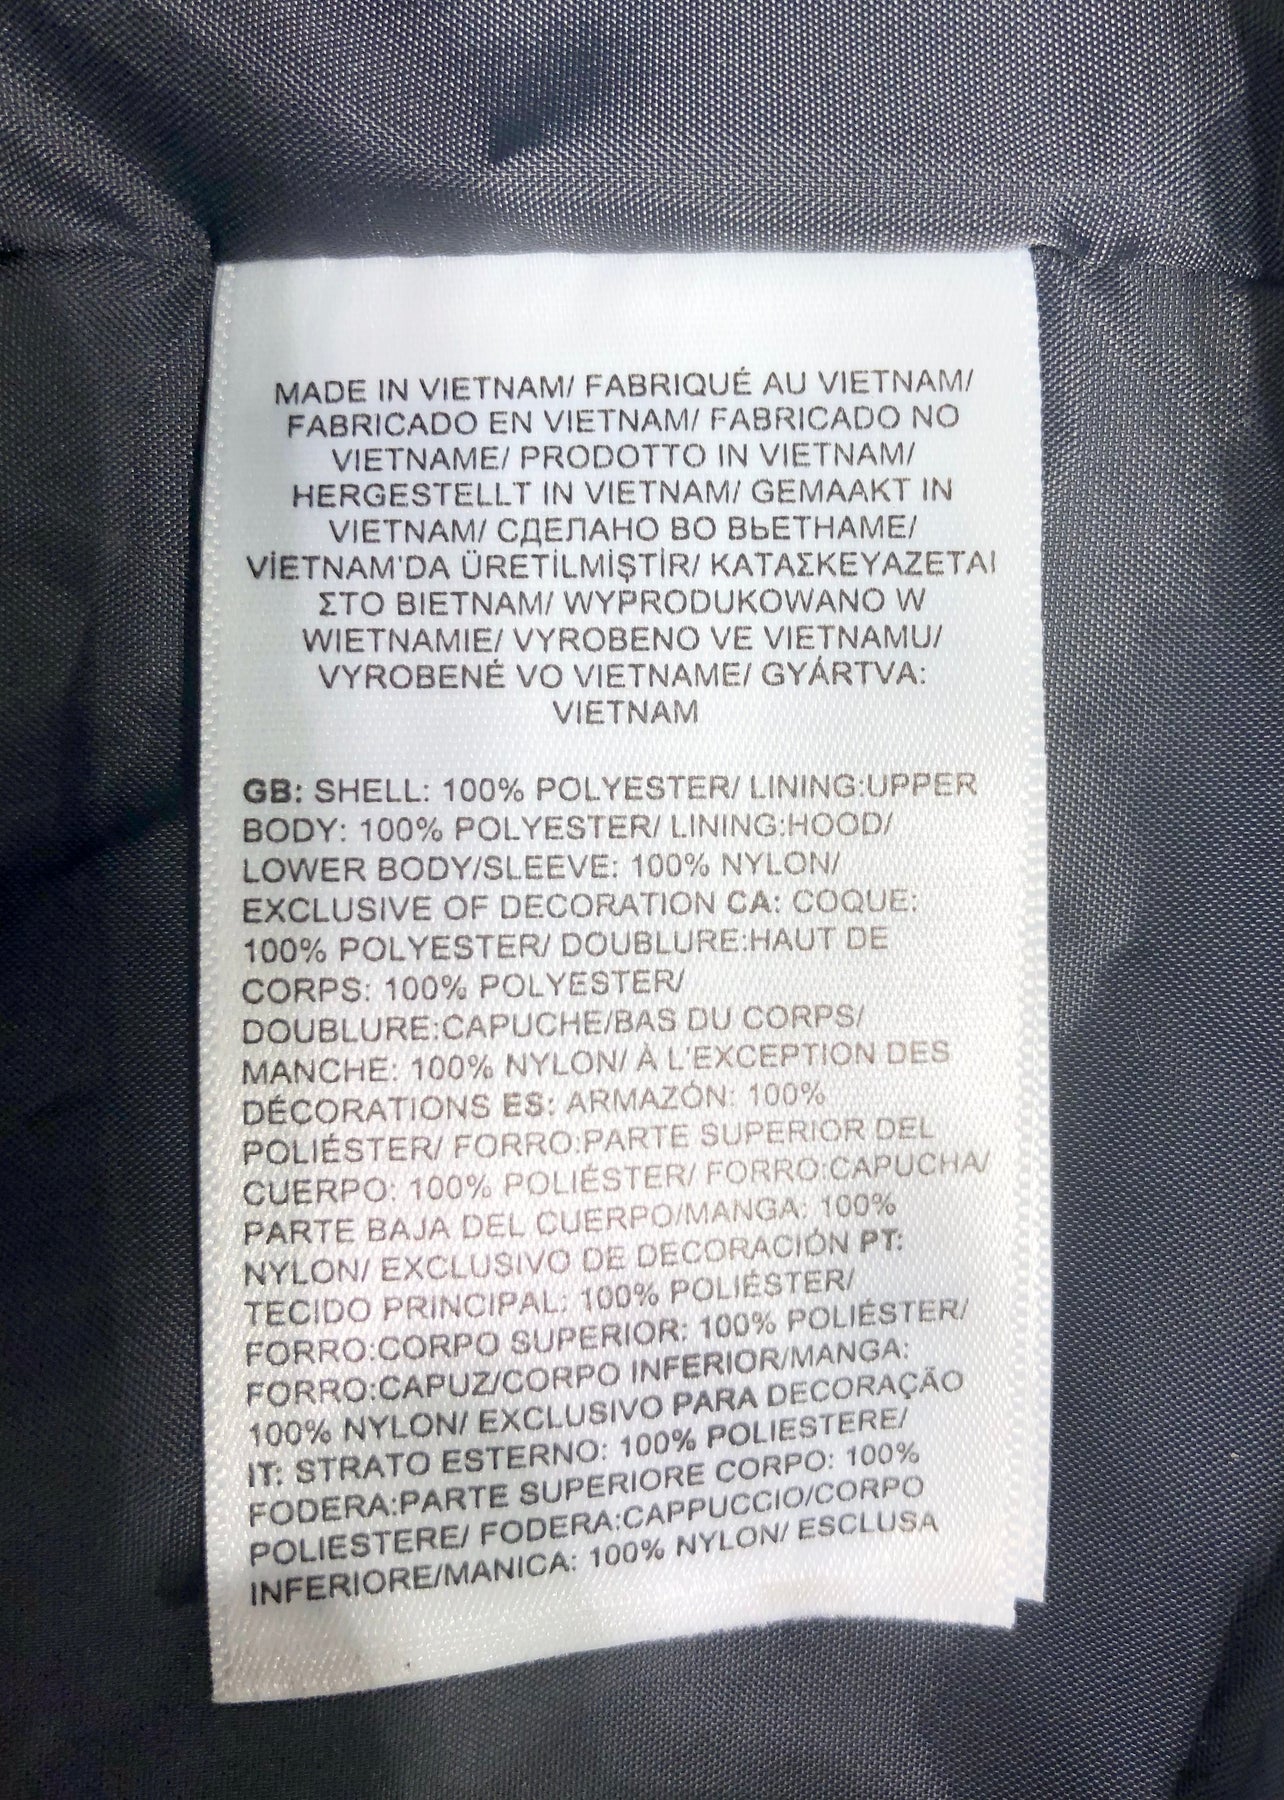 MADE IN VIETNAM/ FABRIQUÉ AU VIETNAM/
FABRICADO EN VIETNAM/ FABRICADO NO
VIETNAME/ PRODOTTO IN VIETNAM/
HERGESTELLT IN VIETNAM/ GEMAAKT IN
VIETNAM/ СДЕЛАНО ВО ВЬЕТНАМЕ/
VİETNAM'DA ÜRETİLMİŞTİR/ ΚΑΤΑΣΚΕΥΑΖΕΤΑΙ
ΣΤΟ ΒΙΕΤΝΑΜ/ WYPRODUKOWANO W
WIETNAMIE/ VYROBENO VE VIETNAMU/
VYROBENÉ VO VIETNAME/ GYÁRTVA:
VIETNAM
GB: SHELL: 100% POLYESTER/ LINING:UPPER
BODY: 100% POLYESTER/ LINING:HOOD/
LOWER BODY/SLEEVE: 100% NYLON/
EXCLUSIVE OF DECORATION CA: COQUE:
100% POLYESTER/ DOUBLURE:HAUT DE
CORPS: 100% POLYESTER/
DOUBLURE:CAPUCHE/BAS DU CORPS/
MANCHE: 100% NYLON/ À L'EXCEPTION DES
DÉCORATIONS ES: ARMAZÓN: 100%
POLIÉSTER/ FORRO:PARTE SUPERIOR DEL
CUERPO: 100% POLIÉSTER/ FORRO:CAPUCHA/
PARTE BAJA DEL CUERPO/MANGA: 100%
NYLON/ EXCLUSIVO DE DECORACIÓN PT:
TECIDO PRINCIPAL: 100% POLIÉSTER/
FORRO:CORPO SUPERIOR: 100% POLIÉSTER/
FORRO:CAPUZ/CORPO INFERIOR/MANGA:
100% NYLON/ EXCLUSIVO PARA DECORAÇÃO
IT: STRATO ESTERNO: 100% POLIESTERE/
FODERA:PARTE SUPERIORE CORPO: 100%
POLIESTERE/ FODERA:CAPPUCCIO/CORPO
INFERIORE/MANICA: 100% NYLON/ ESCLUSA